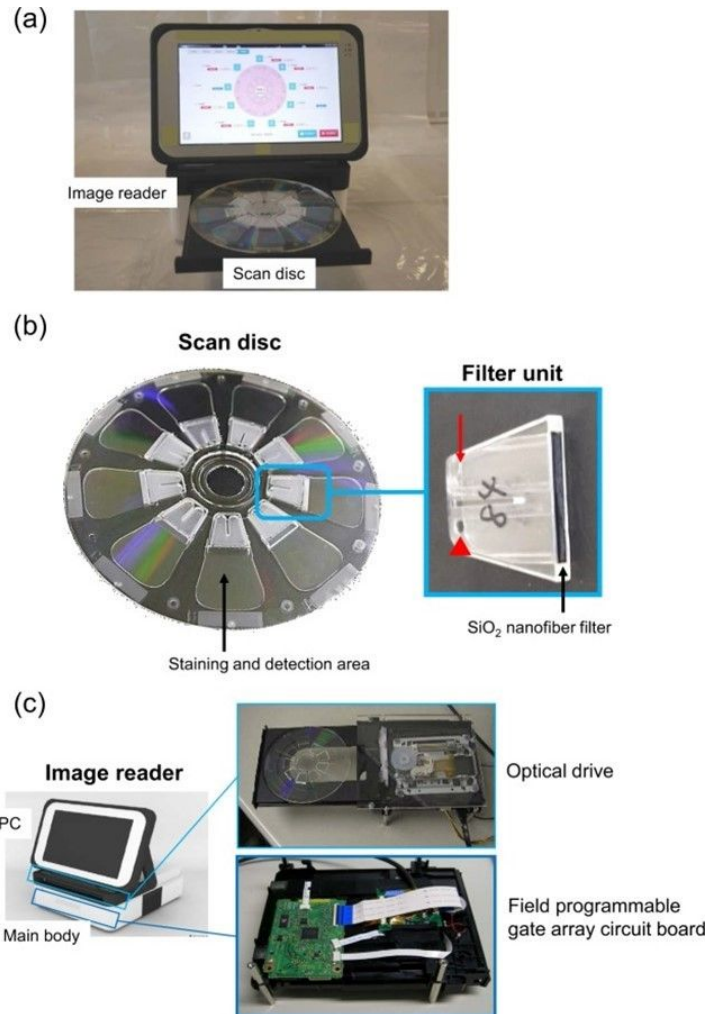 (a)
Image reader
Scan disc
(b)
Scan disc
Filter unit
84
SiO₂ nanofiber filter
Staining and detection area
(c)
Image reader
PC
Main body
Optical drive
Field programmable
gate array circuit board